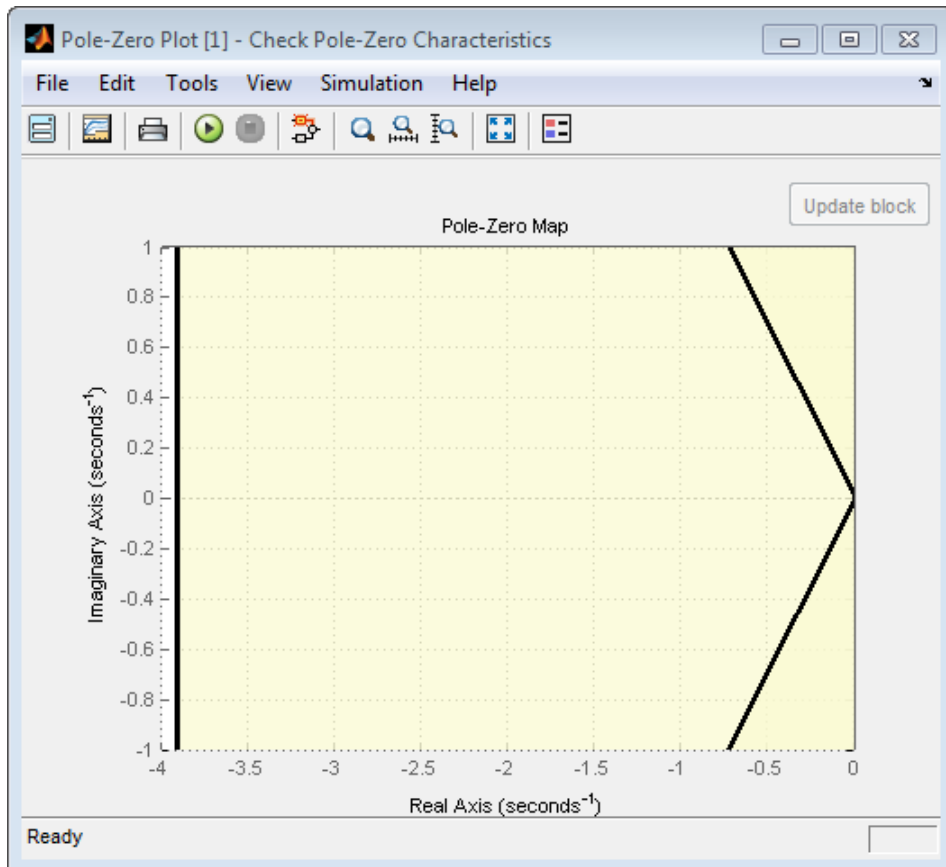 Pole-Zero Plot [1] - Check Pole-Zero Characteristics
File Edit Tools View Simulation Help
Update block
Pole-Zero Map
Imaginary Axis (seconds⁻¹)
1
0.8
0.6
0.4
0.2
0
-0.2
-0.4
-0.6
-0.8
-1
-4 -3.5 -3 -2.5 -2 -1.5 -1 -0.5 0
Real Axis (seconds⁻¹)
Ready